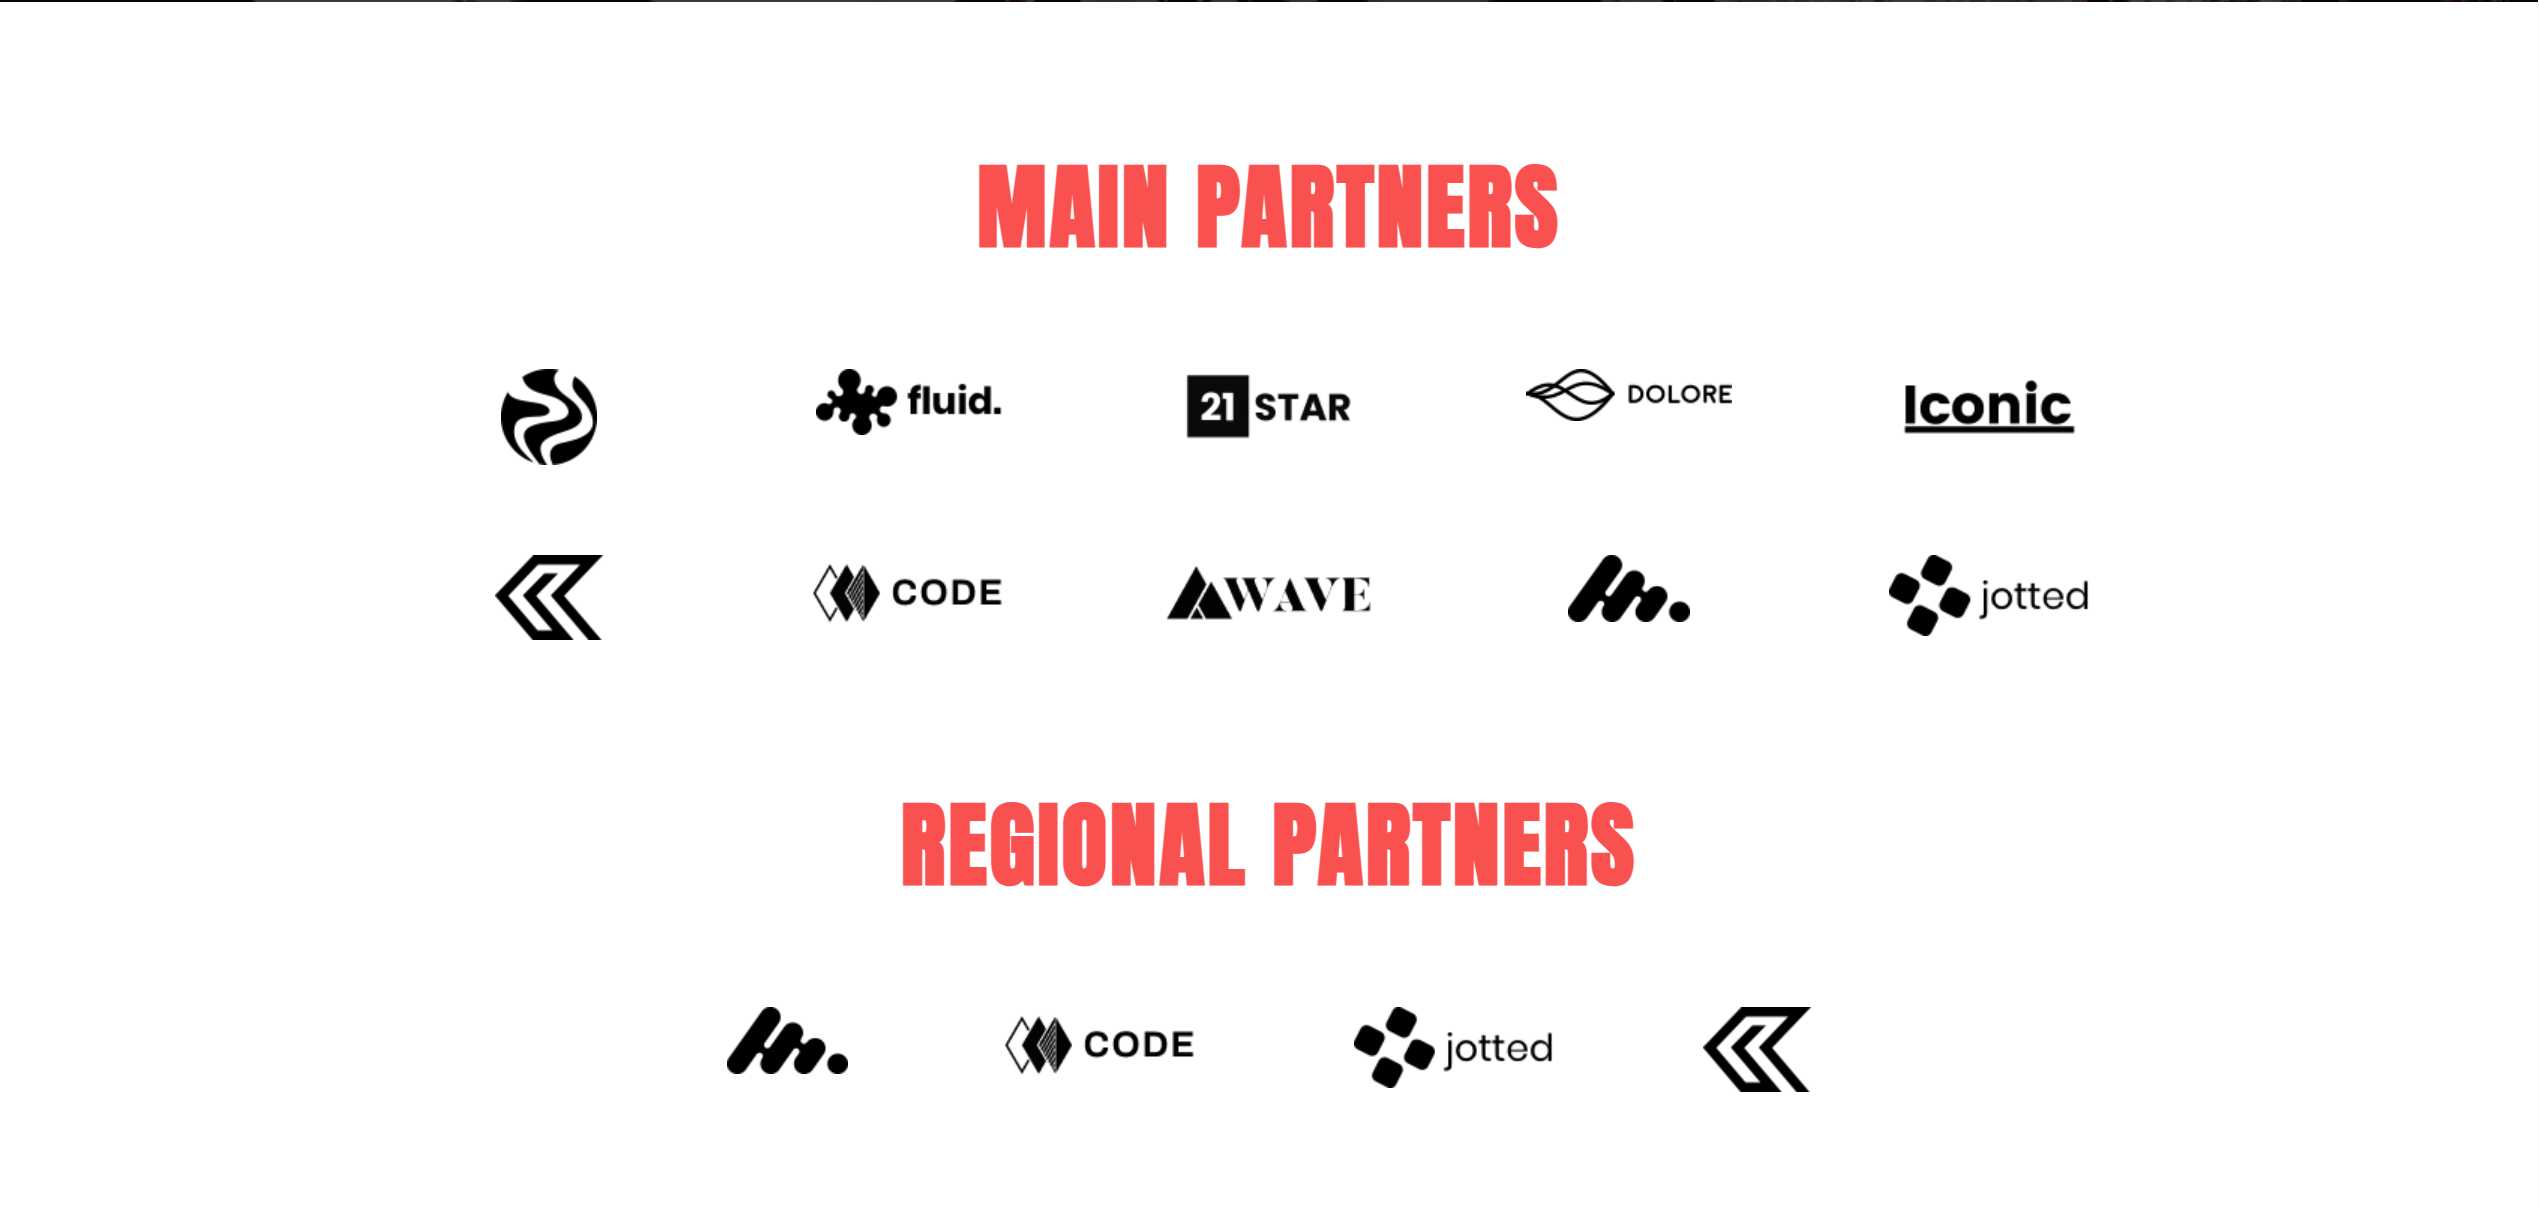 MAIN PARTNERS
fluid.
21 STAR
DOLORE
Iconic
CODE
WAVE
jotted
REGIONAL PARTNERS
CODE
jotted